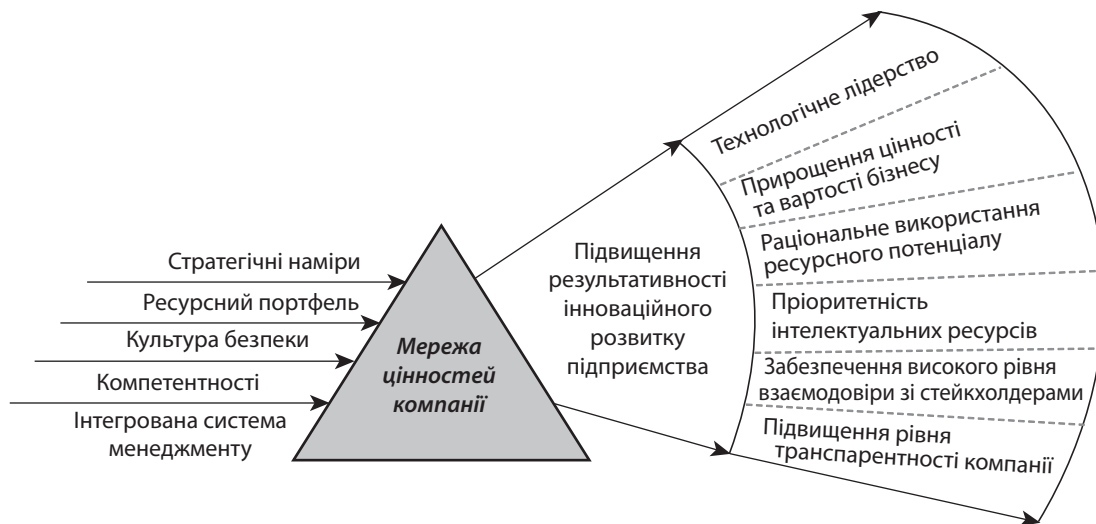 Стратегічні наміри
Ресурсний портфель
Культура безпеки
Компетентності
Інтегрована система
менеджменту
Мережа
цінностей
компанії
Підвищення
результативності
інноваційного
розвитку
підприємства
Технологічне лідерство
Прирощення цінності
та вартості бізнесу
Раціональне використання
ресурсного потенціалу
Пріоритетність
інтелектуальних ресурсів
Забезпечення високого рівня
взаємодовіри зі стейкхолдерами
Підвищення рівня
транспарентності компанії